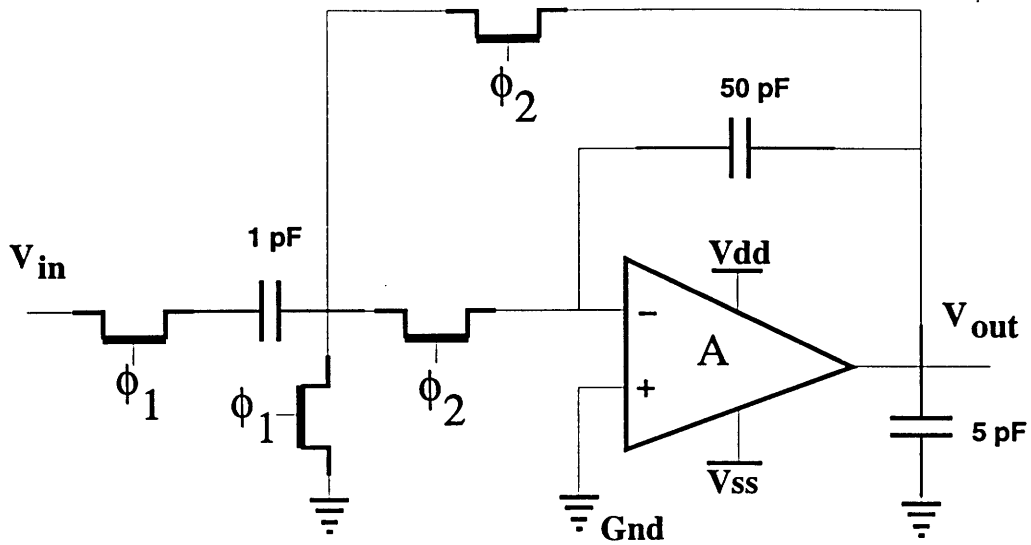 ϕ2
50 pF
1 pF
Vin
Vdd
−
A
Vout
ϕ1
ϕ2
ϕ1
+
5 pF
Vss
Gnd